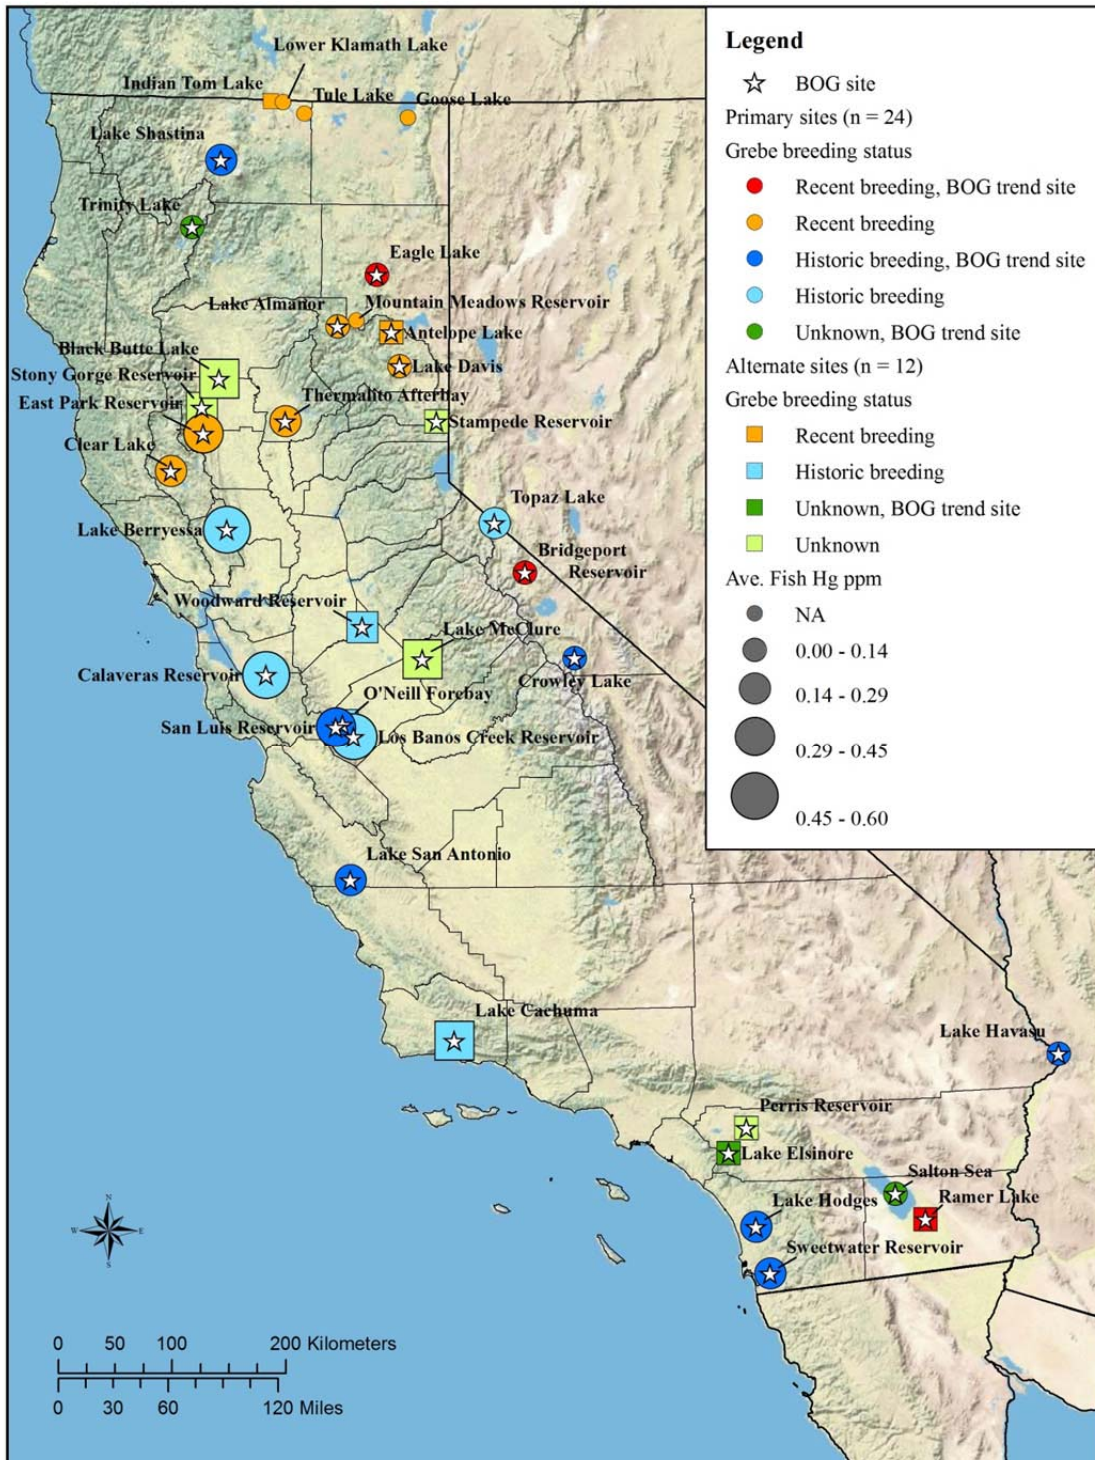 Lower Klamath Lake
Indian Tom Lake
Tule Lake
Goose Lake
Lake Shastina
Trinity Lake
Eagle Lake
Lake Almanor
Mountain Meadows Reservoir
Antelope Lake
Black Butte Lake
Lake Davis
Stony Gorge Reservoir
Thermalito Afterbay
East Park Reservoir
Stampede Reservoir
Clear Lake
Topaz Lake
Lake Berryessa
Bridgeport
Reservoir
Woodward Reservoir
Lake McClure
Calaveras Reservoir
Crowley Lake
O'Neill Forebay
San Luis Reservoir
Los Banos Creek Reservoir
Lake San Antonio
Lake Cachuma
Lake Havasu
Perris Reservoir
Lake Elsinore
Salton Sea
Lake Hodges
Ramer Lake
Sweetwater Reservoir
N
W
E
S
0 50 100 200 Kilometers
0 30 60 120 Miles
Legend
BOG site
Primary sites (n = 24)
Grebe breeding status
Recent breeding, BOG trend site
Recent breeding
Historic breeding, BOG trend site
Historic breeding
Unknown, BOG trend site
Alternate sites (n = 12)
Grebe breeding status
Recent breeding
Historic breeding
Unknown, BOG trend site
Unknown
Ave. Fish Hg ppm
NA
0.00 - 0.14
0.14 - 0.29
0.29 - 0.45
0.45 - 0.60